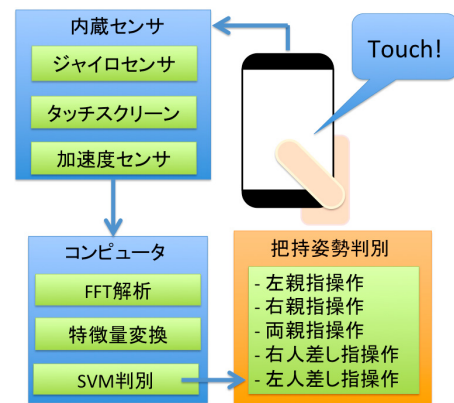 内蔵センサ
ジャイロセンサ
タッチスクリーン
加速度センサ
Touch!
コンピュータ
FFT解析
特徴量変換
SVM判別
把持姿勢判別
- 左親指操作
- 右親指操作
- 両親指操作
- 右人差し指操作
- 左人差し指操作